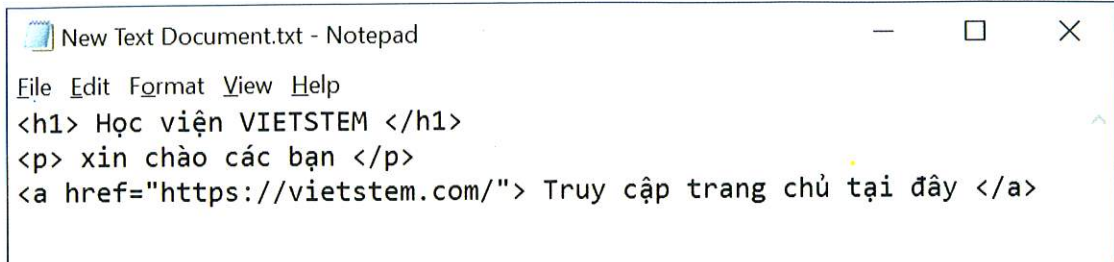 New Text Document.txt - Notepad
File Edit Format View Help
<h1> Học viện VIETSTEM </h1>
<p> xin chào các bạn </p>
<a href="https://vietstem.com/"> Truy cập trang chủ tại đây </a>